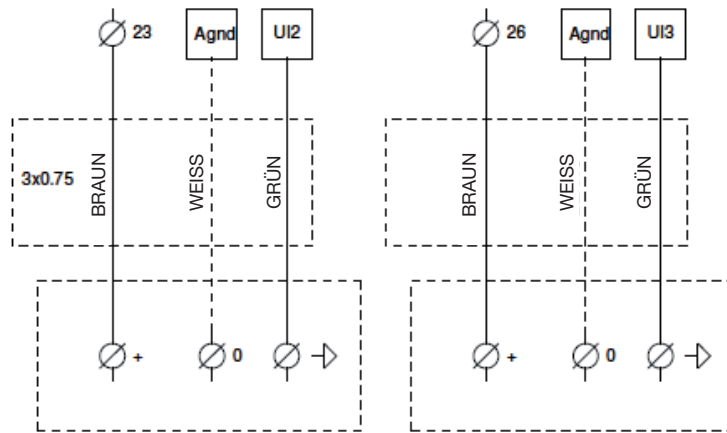 23 Agnd UI2 26 Agnd UI3
3x0.75 BRAUN WEISS GRÜN BRAUN WEISS GRÜN
+ 0 + 0